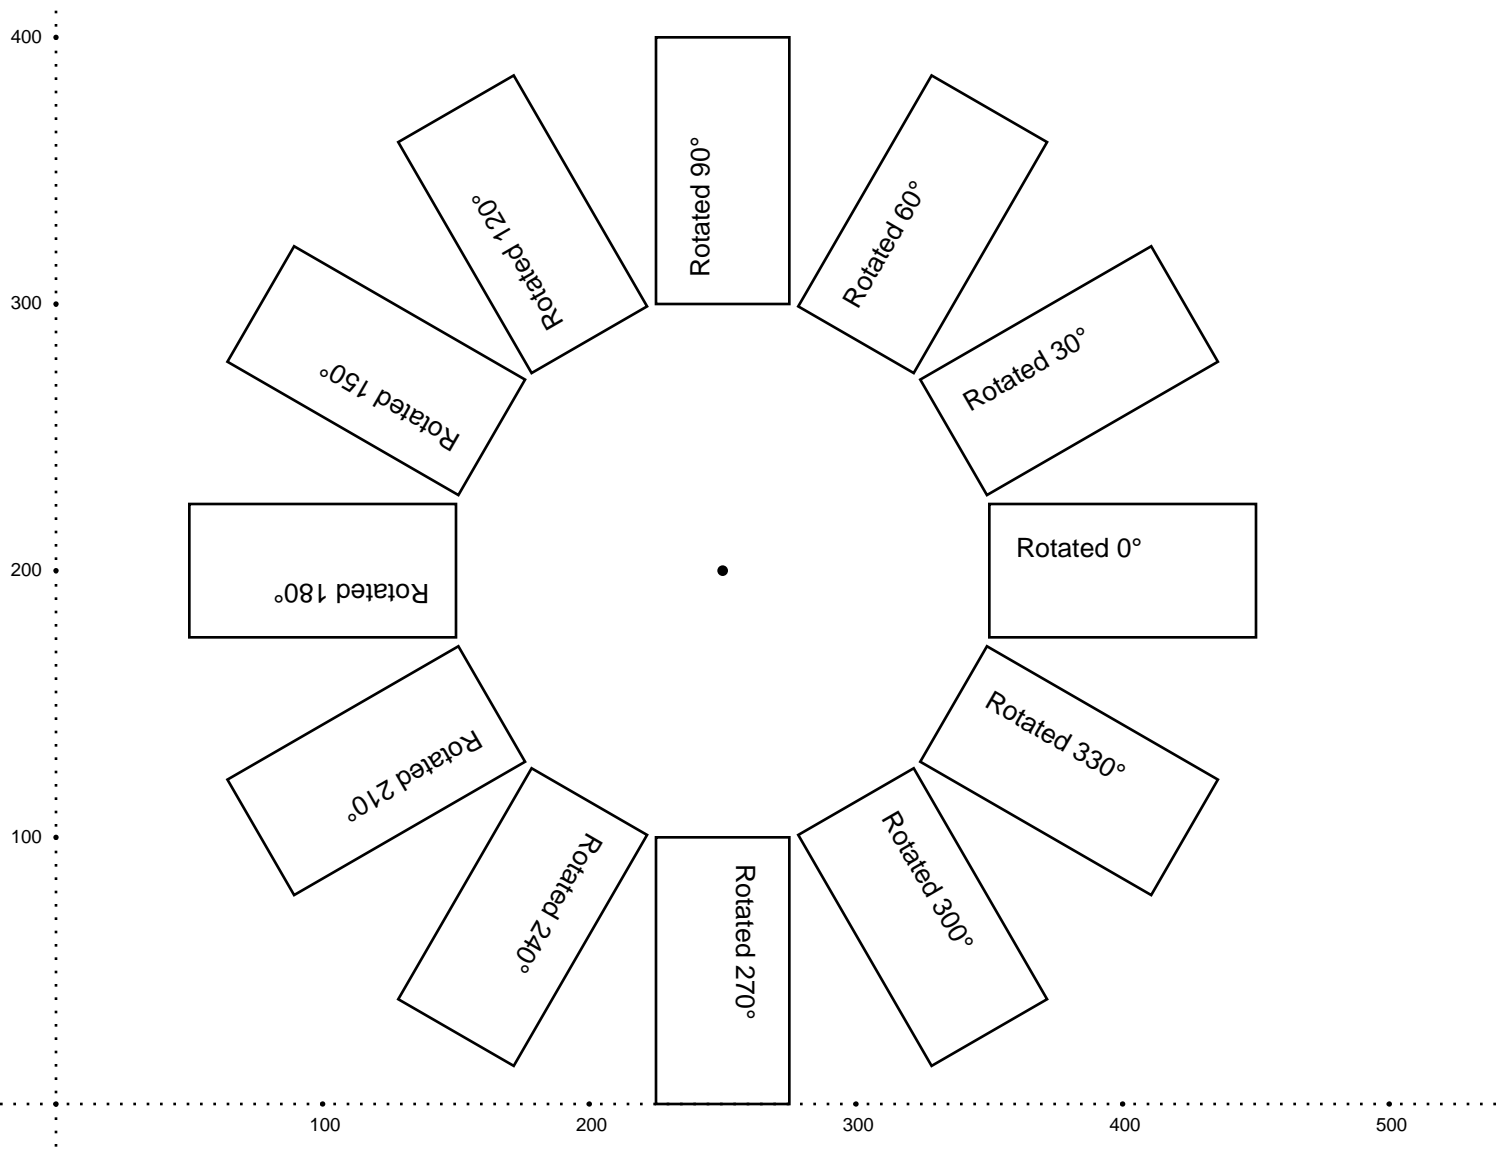 400
Rotated 90°
Rotated 60°
Rotated 120°
300
Rotated 30°
Rotated 150°
Rotated 0°
200
Rotated 180°
Rotated 330°
Rotated 210°
100
Rotated 300°
Rotated 240°
Rotated 270°
100
200
300
400
500